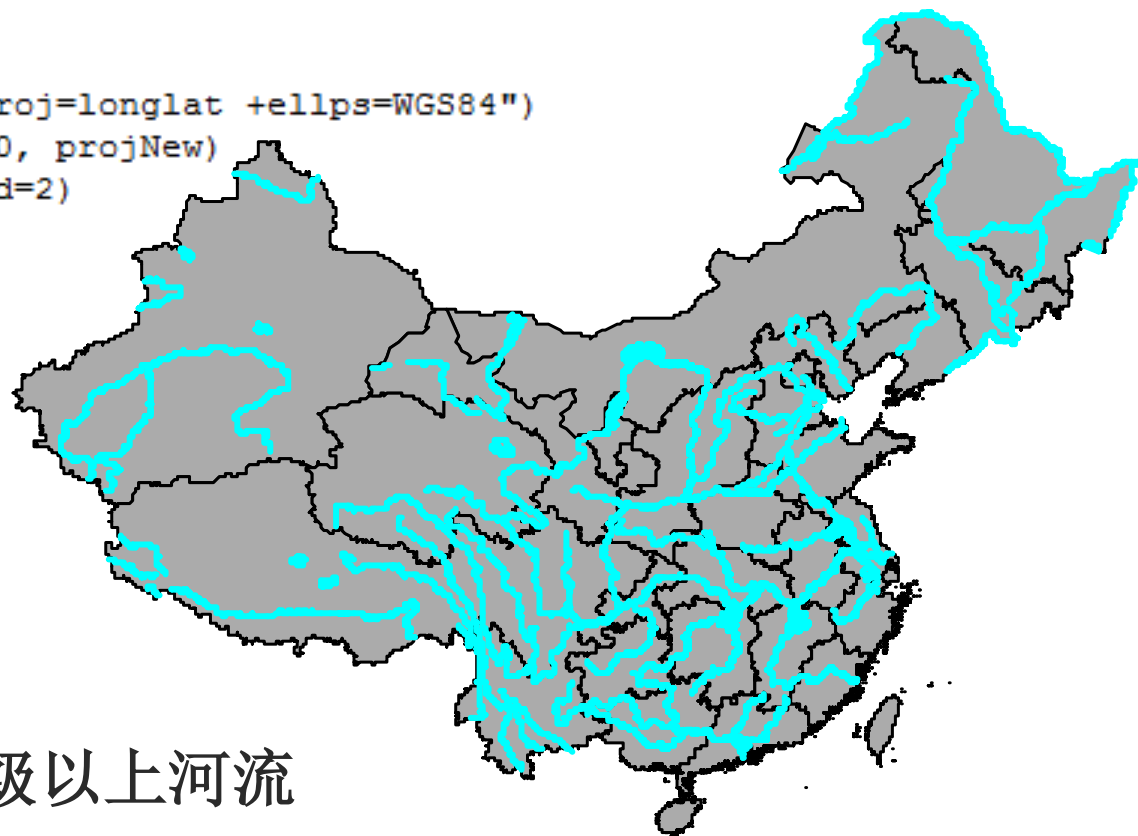 roj=longlat +ellps=WGS84")
0, projNew)
d=2)
级以上河流